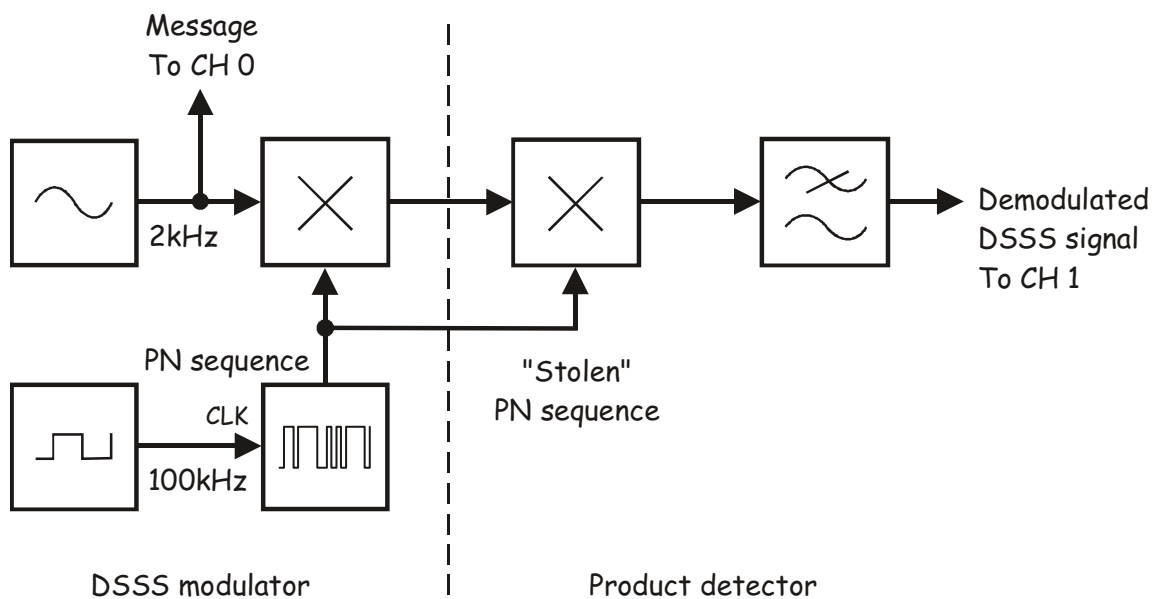 Message
To CH 0
2kHz
Demodulated
DSSS signal
To CH 1
PN sequence
"Stolen"
PN sequence
CLK
100kHz
DSSS modulator
Product detector